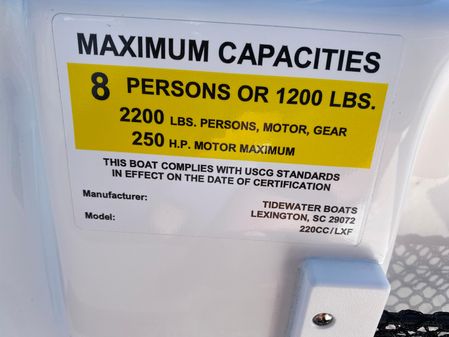 MAXIMUM CAPACITIES
8 PERSONS OR 1200 LBS.
2200 LBS. PERSONS, MOTOR, GEAR
250 H.P. MOTOR MAXIMUM
THIS BOAT COMPLIES WITH USCG STANDARDS
IN EFFECT ON THE DATE OF CERTIFICATION
Manufacturer: TIDEWATER BOATS
LEXINGTON, SC 29072
Model: 220CC/LXF